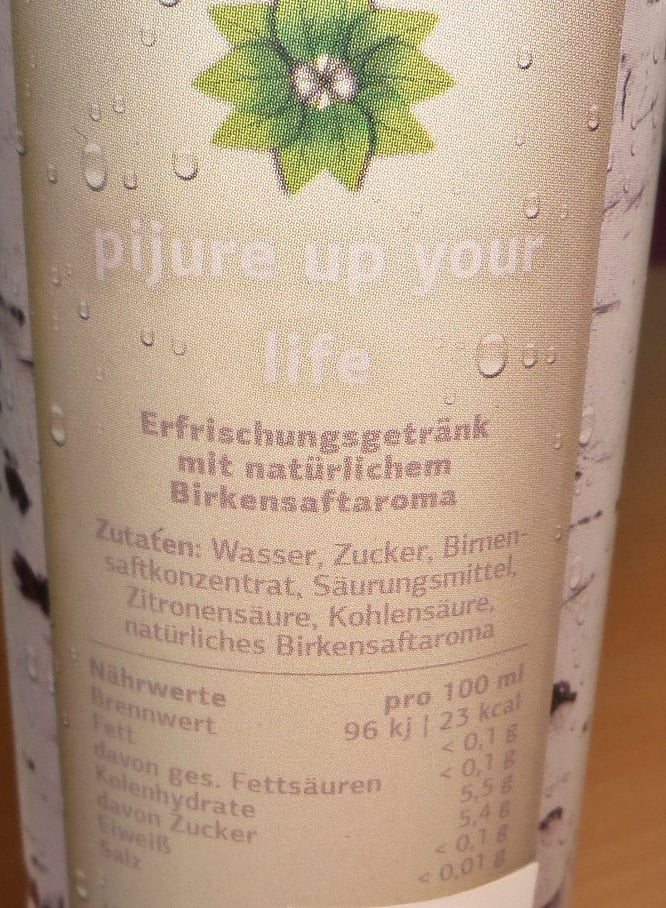 pijure up your
life
Erfrischungsgetränk
mit natürlichem
Birkensaftaroma
Zutaten: Wasser, Zucker, Birnen-
saftkonzentrat, Säurungsmittel,
Zitronensäure, Kohlensäure,
natürliches Birkensaftaroma
Nährwerte pro 100 ml
Brennwert 96 kj | 23 kcal
Fett < 0,1 g
davon ges. Fettsäuren < 0,1 g
Kolenhydrate 5,5 g
davon Zucker 5,4 g
Eiweiß < 0,1 g
Salz < 0,01 g